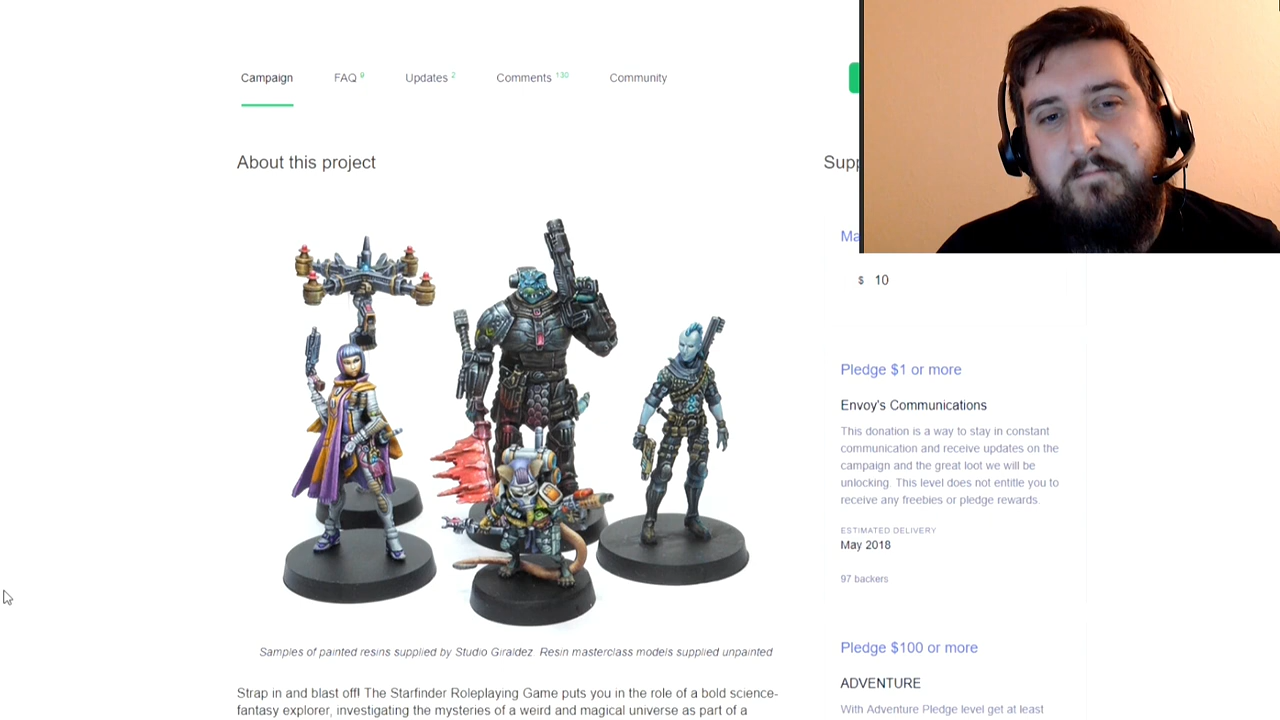 Campaign
FAQ 9
Updates 2
Comments 130
Community
About this project
Supp
Ma
$ 10
Pledge $1 or more
Envoy's Communications
This donation is a way to stay in constant
communication and receive updates on the
campaign and the great loot we will be
unlocking. This level does not entitle you to
receive any freebies or pledge rewards.
ESTIMATED DELIVERY
May 2018
97 backers
Samples of painted resins supplied by Studio Giraldez. Resin masterclass models supplied unpainted
Pledge $100 or more
ADVENTURE
Strap in and blast off! The Starfinder Roleplaying Game puts you in the role of a bold science-
fantasy explorer, investigating the mysteries of a weird and magical universe as part of a
With Adventure Pledge level get at least